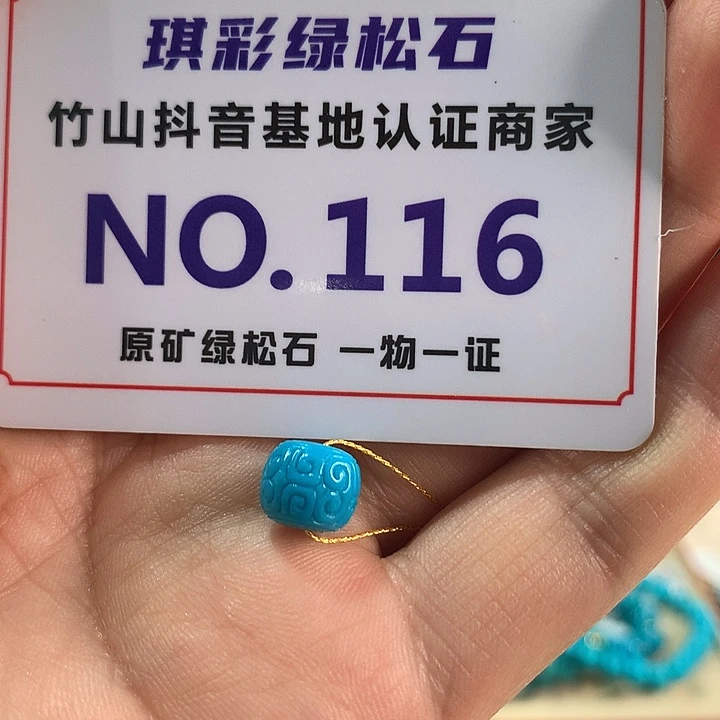 琪彩绿松石
竹山抖音基地认证商家
NO.116
原矿绿松石 一物一证